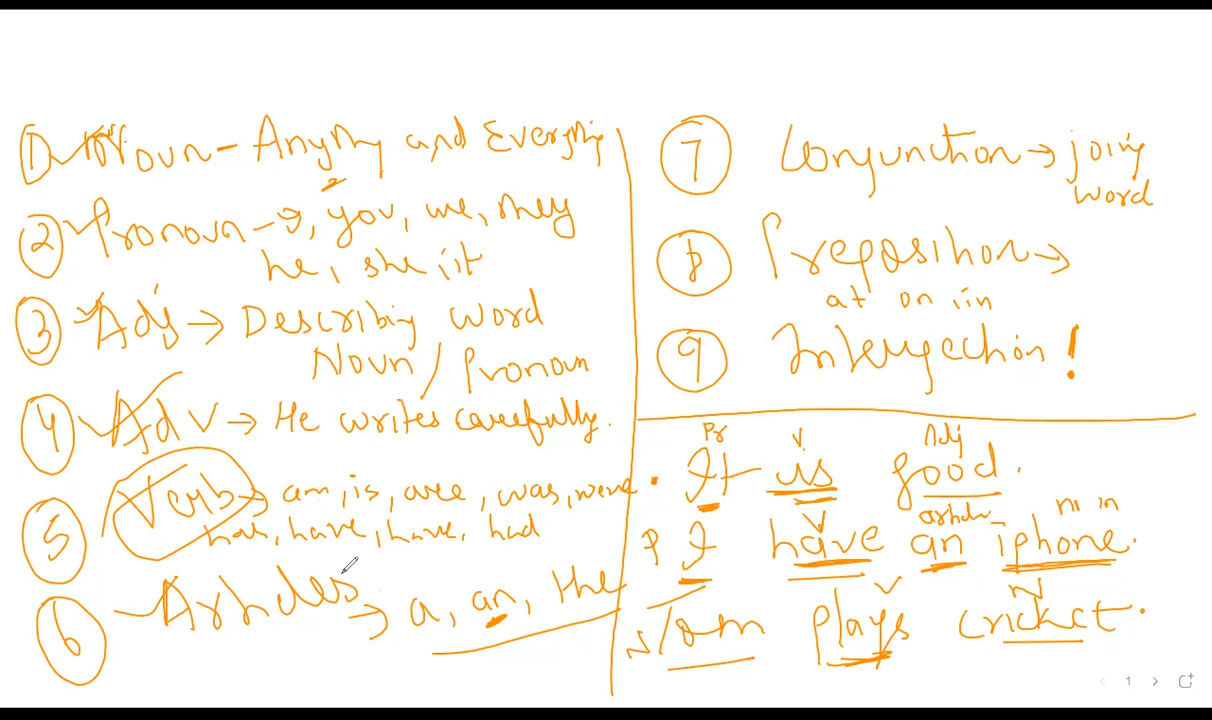 1 Noun - Anything and Everything
2 Pronoun - I, you, we, they
he, she, it
3 Adj → Describing word
Noun / Pronoun
4 Adv → He writes carefully.
5 Verb → am, is, are, was, were
has, have, have, had
6 Articles → a, an, the
7 Conjunction → joing
word
8 Preposition →
at on in
9 Interjection !
Pr V Adj
It is good.
V article
P I have an iphone.
V N
N Ram plays cricket.
1